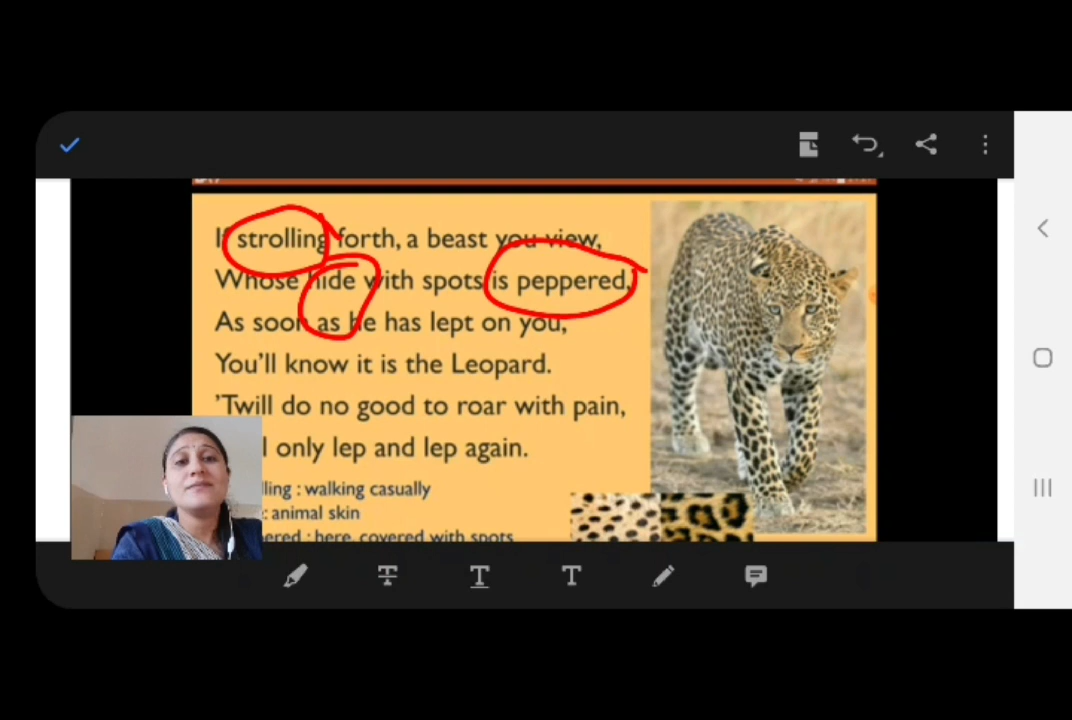 If strolling forth, a beast you view,
Whose hide with spots is peppered,
As soon as he has lept on you,
You'll know it is the Leopard.
'Twill do no good to roar with pain,
only lep and lep again.
: walking casually
: animal skin
: here, covered with spots